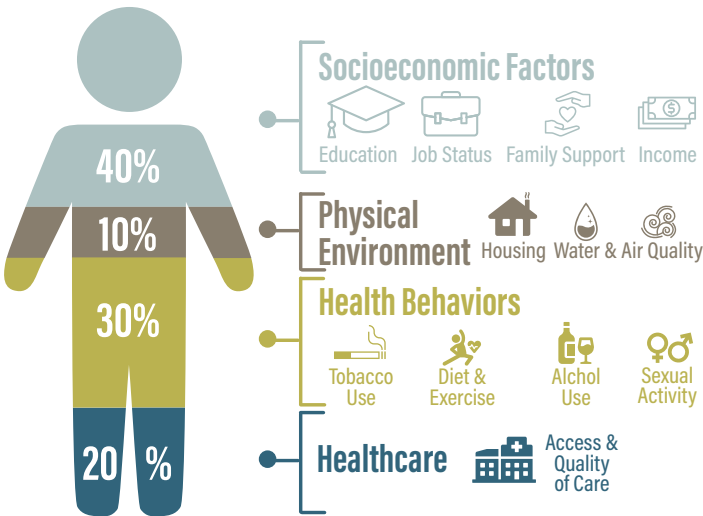 40%
10%
30%
20 %
Socioeconomic Factors
Education Job Status Family Support Income
Physical
Environment
Housing Water & Air Quality
Health Behaviors
Tobacco
Use
Diet &
Exercise
Alchol
Use
Sexual
Activity
Healthcare
Access &
Quality
of Care